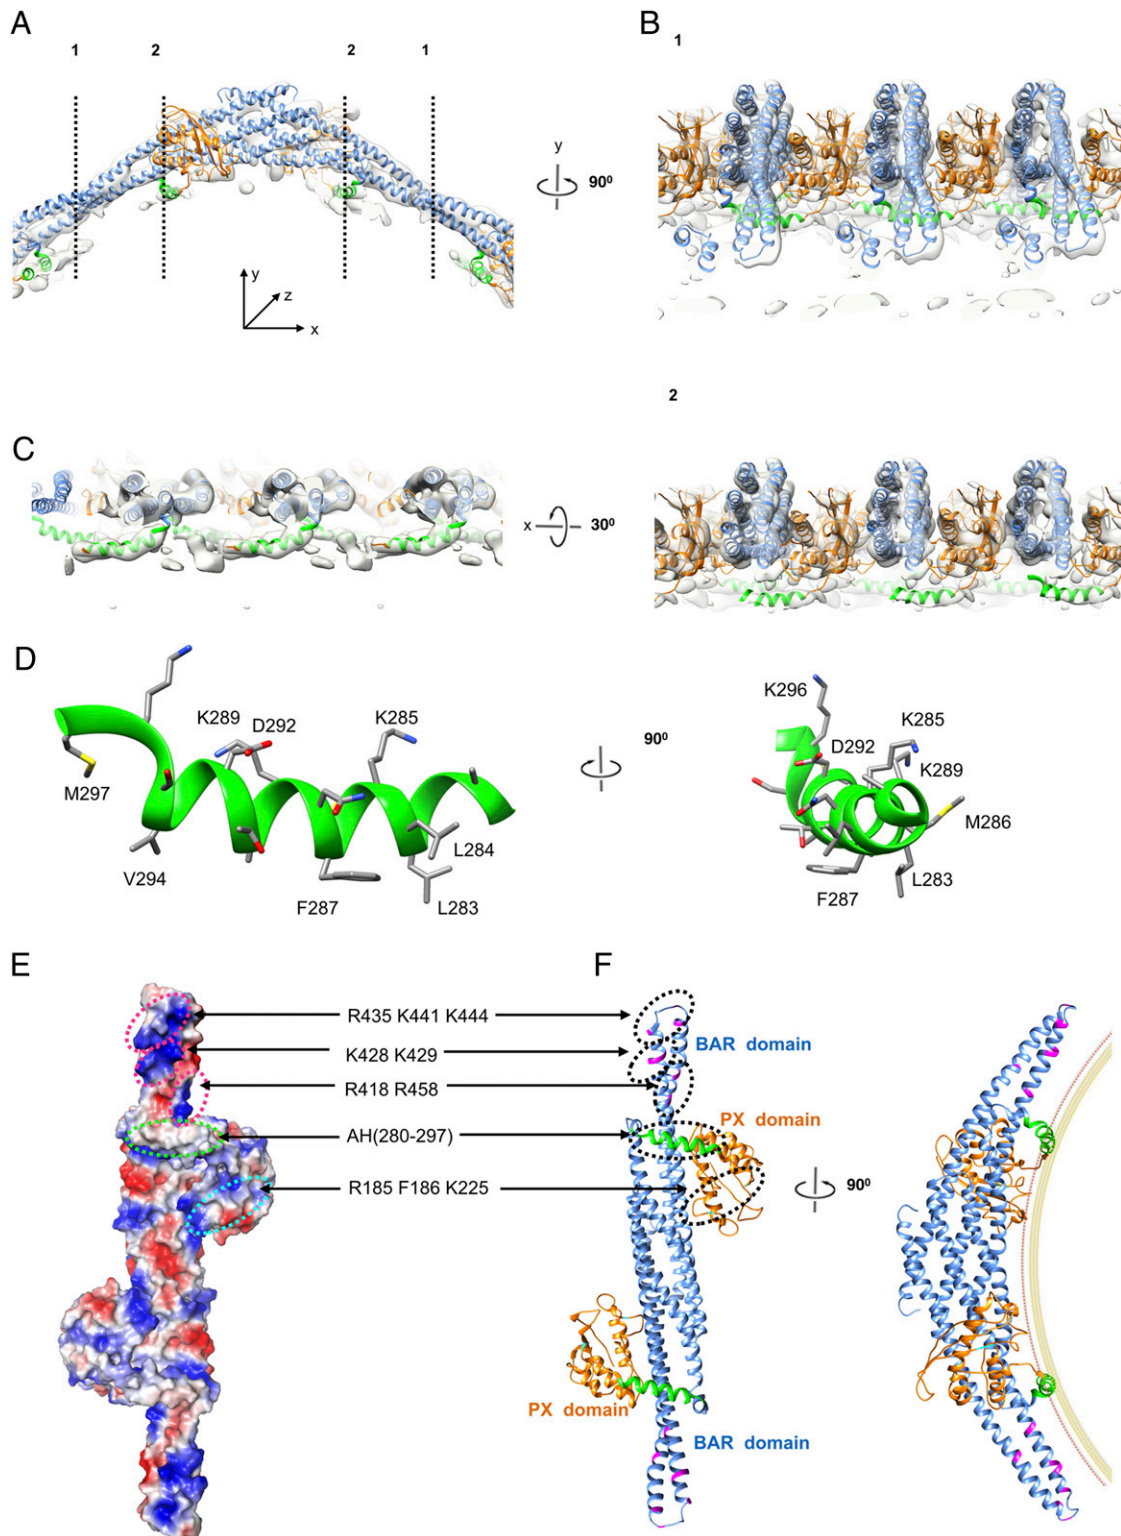 A
1 2 2 1
y
z
x
y
90⁰
B
1
2
C
x
30⁰
D
K289
D292
K285
M297
V294
F287
L284
L283
90⁰
K296
K285
D292
K289
M286
L283
F287
E
F
R435 K441 K444
K428 K429
R418 R458
AH(280-297)
R185 F186 K225
BAR domain
PX domain
90⁰
PX domain
BAR domain